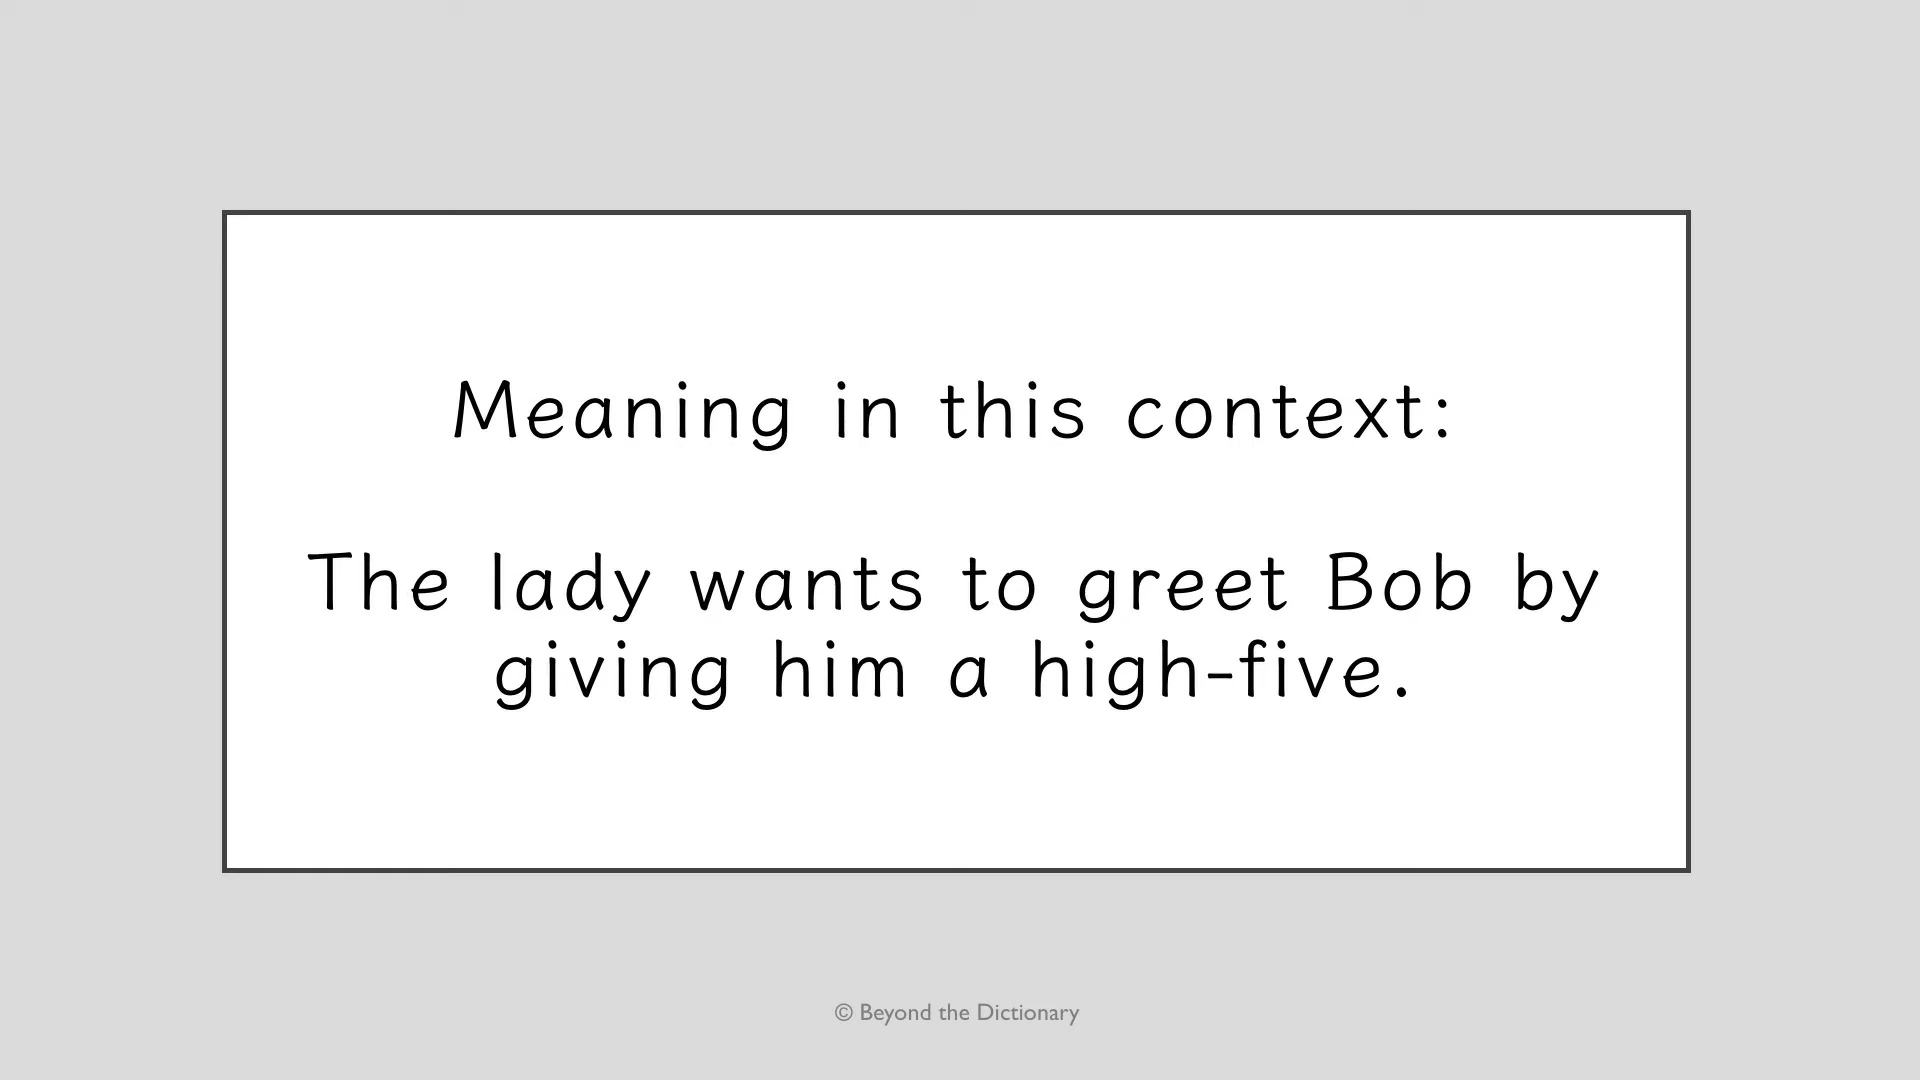 Meaning in this context:
The lady wants to greet Bob by
giving him a high-five.
© Beyond the Dictionary